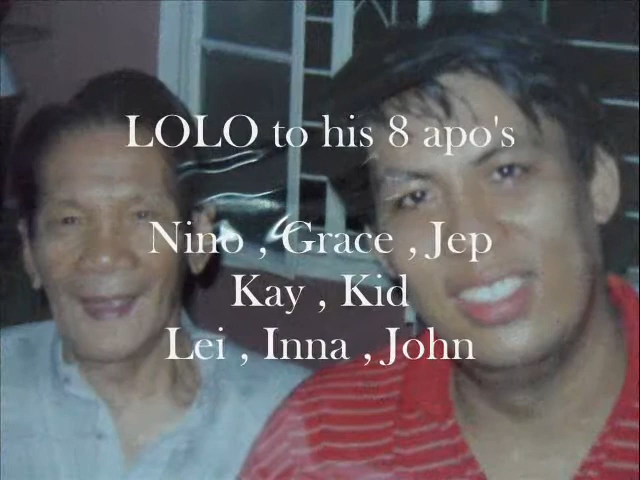 LOLO to his 8 apo's
Nino , Grace , Jep
Kay , Kid
Lei , Inna , John